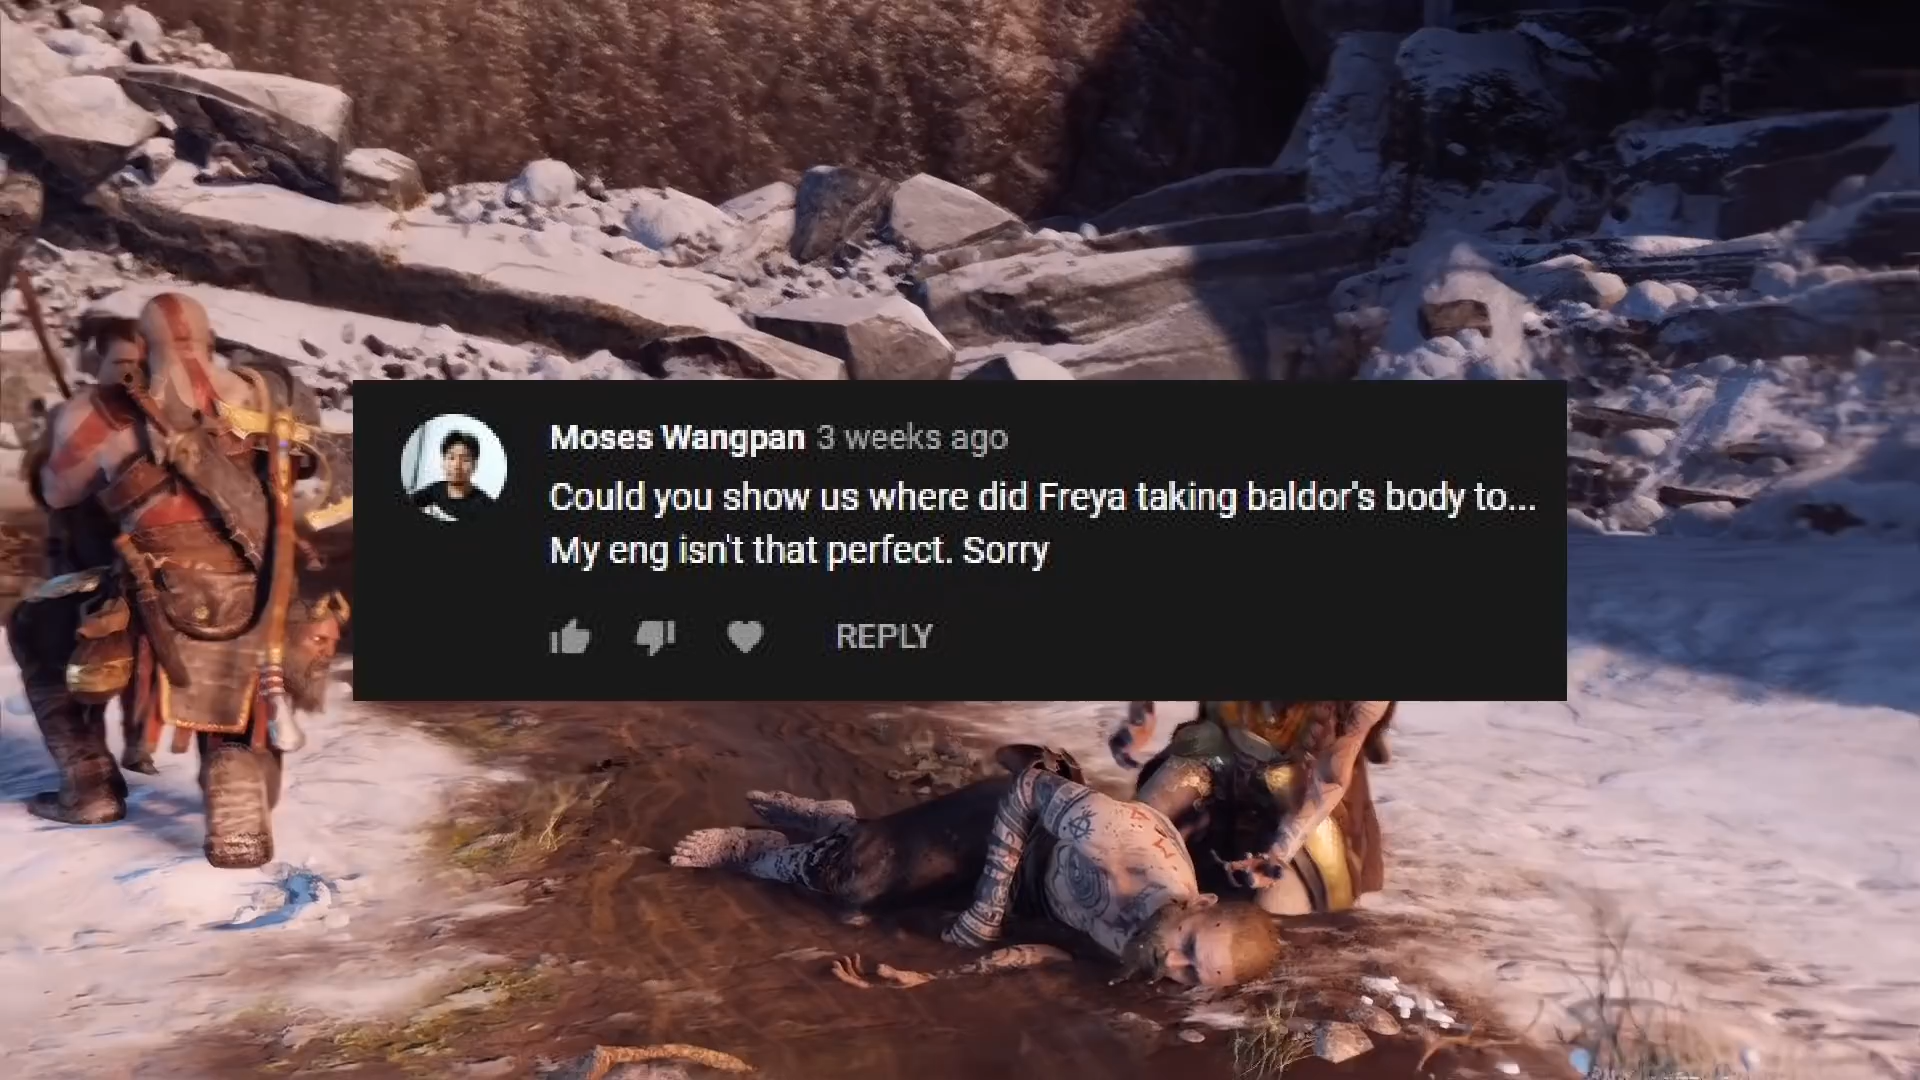 Moses Wangpan 3 weeks ago
Could you show us where did Freya taking baldor's body to...
My eng isn't that perfect. Sorry
REPLY